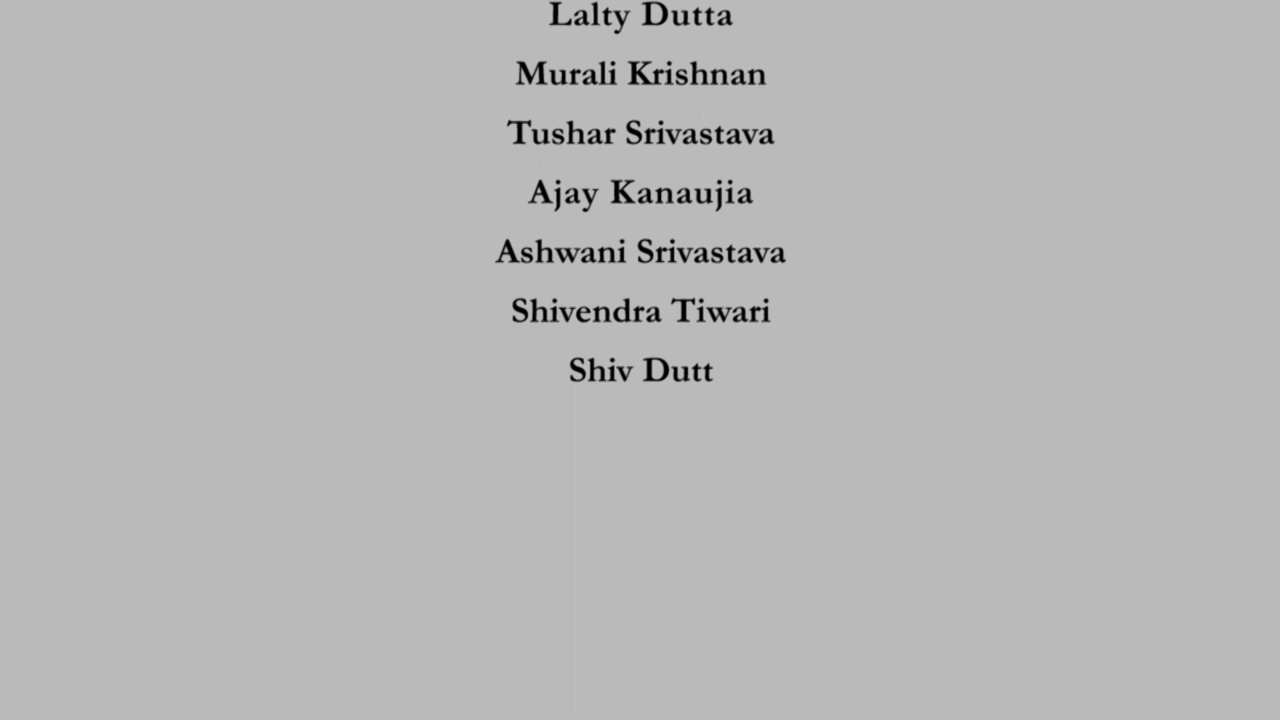 Lalty Dutta
Murali Krishnan
Tushar Srivastava
Ajay Kanaujia
Ashwani Srivastava
Shivendra Tiwari
Shiv Dutt